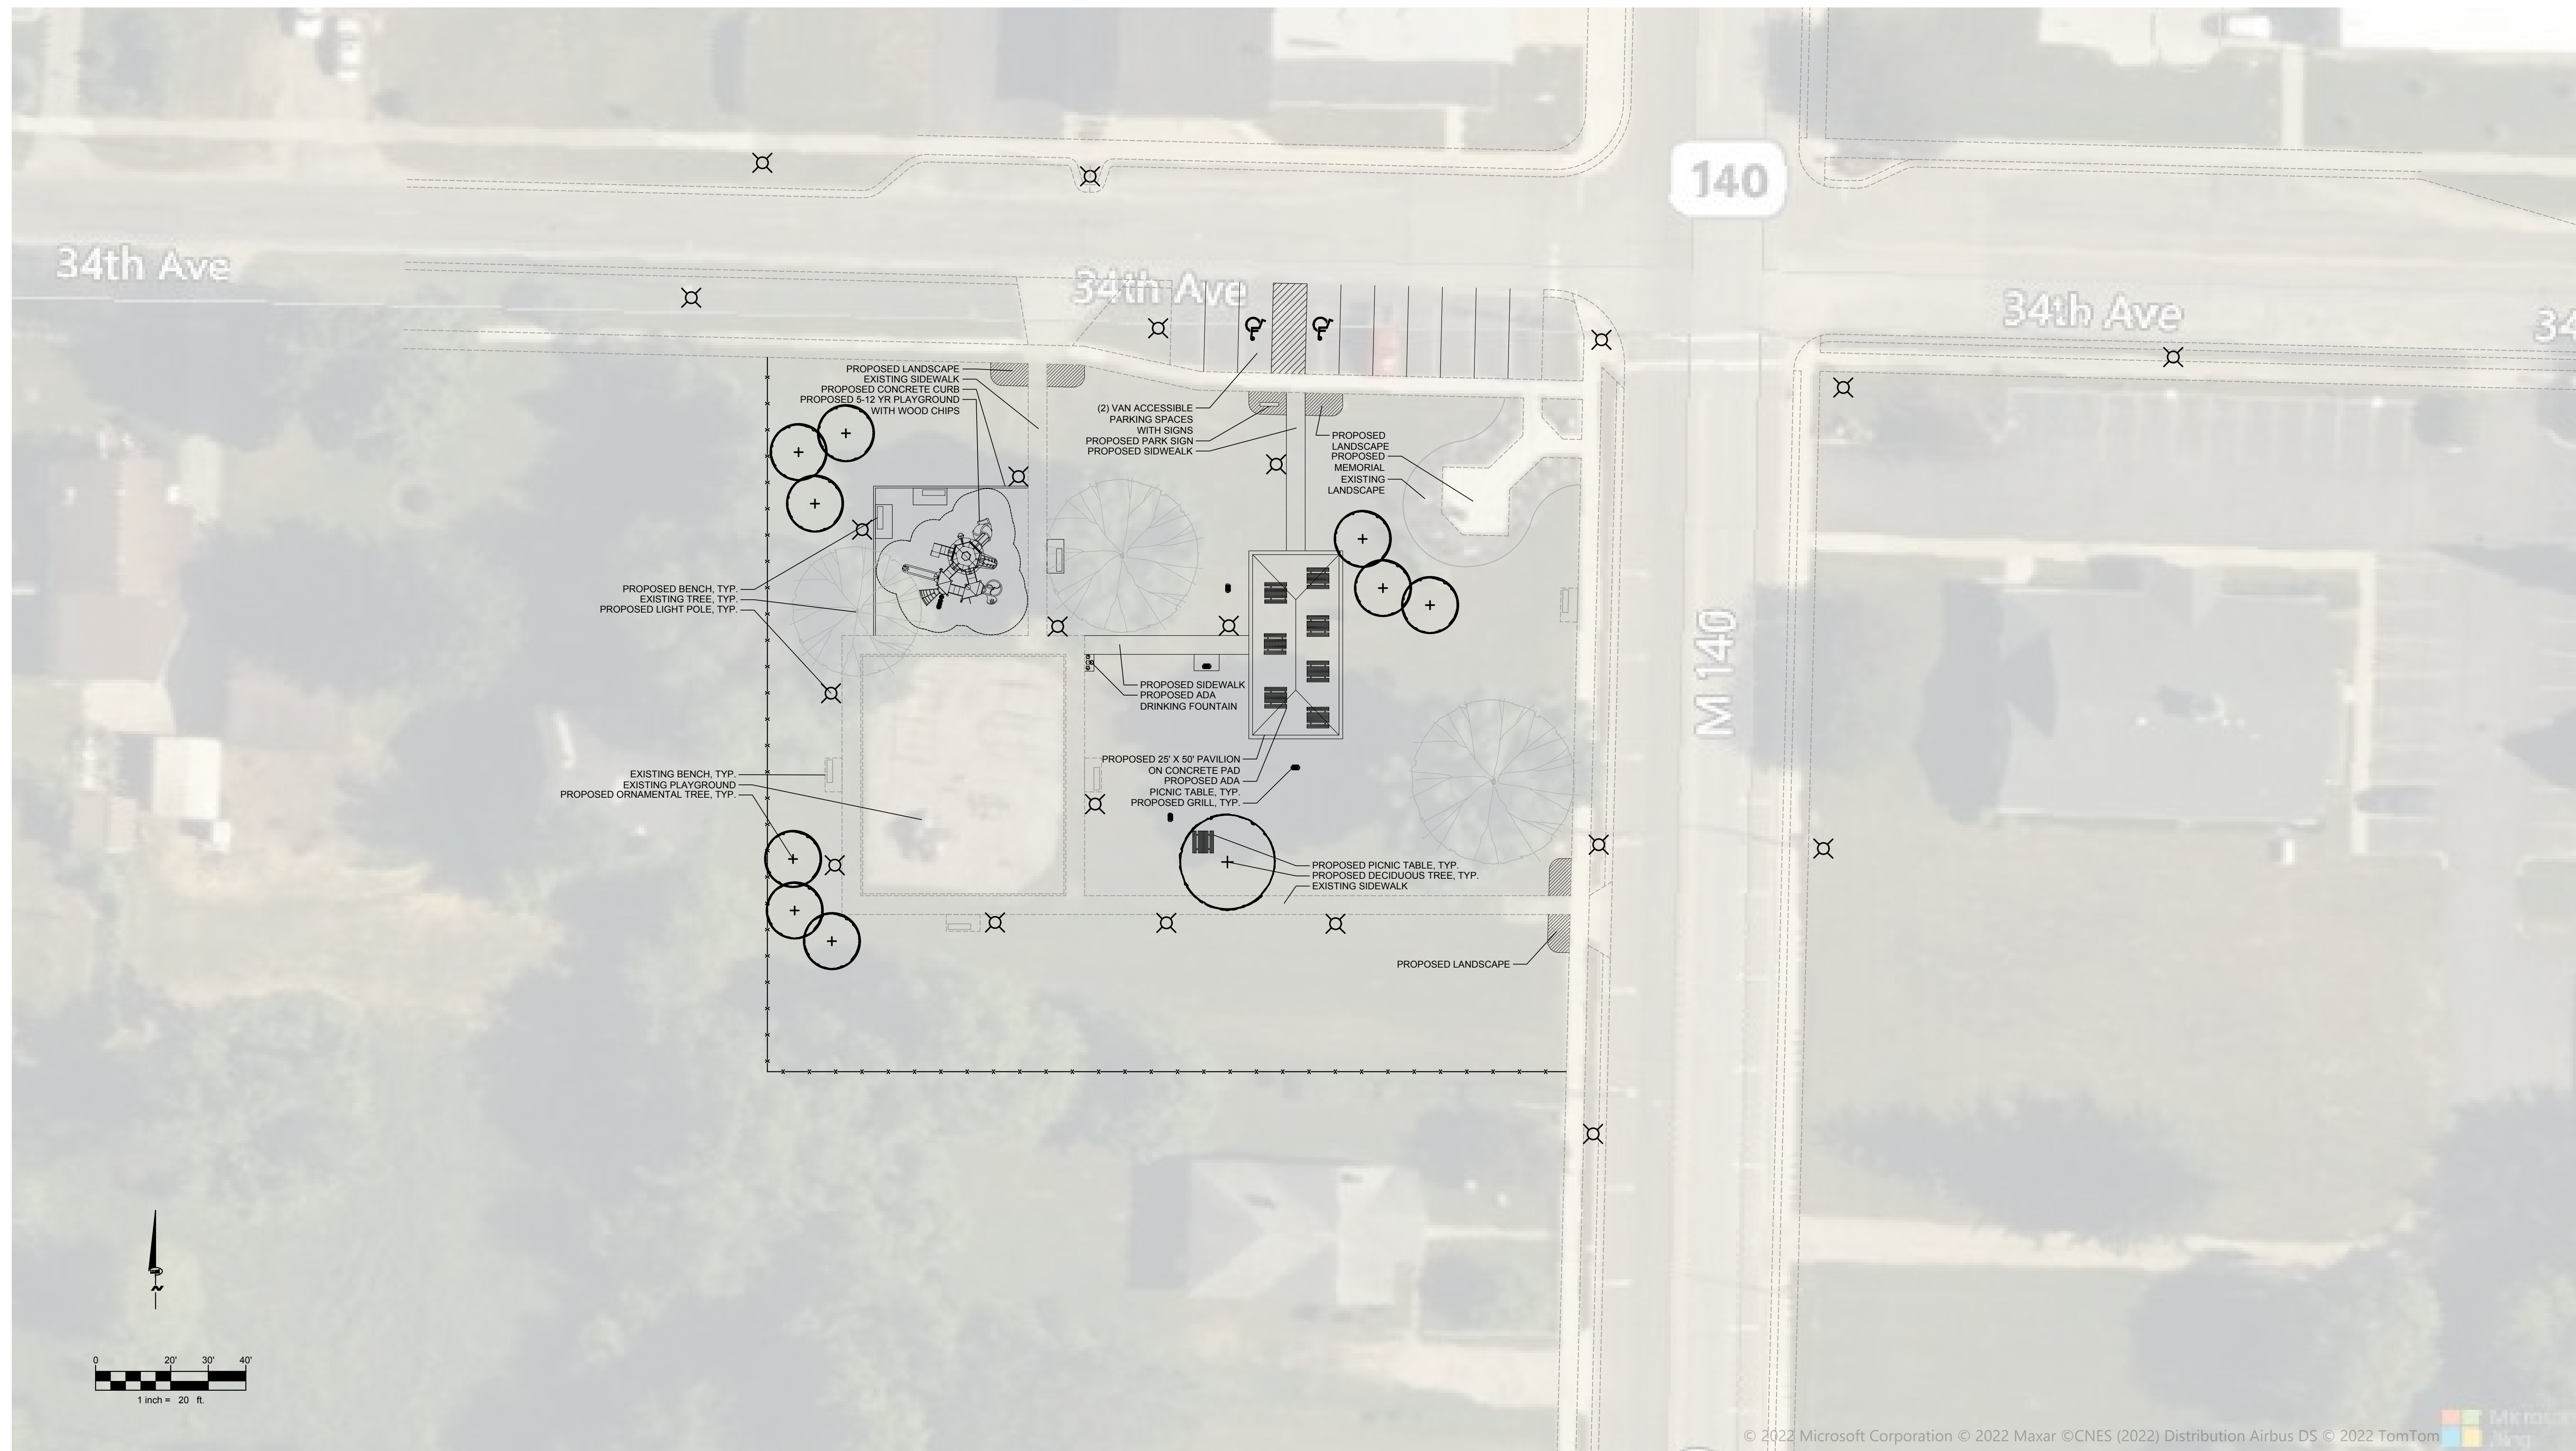 140
34th Ave
34th Ave
34th Ave
34
PROPOSED LANDSCAPE
EXISTING SIDEWALK
PROPOSED CONCRETE CURB
PROPOSED 5-12 YR PLAYGROUND
WITH WOOD CHIPS
(2) VAN ACCESSIBLE
PARKING SPACES
WITH SIGNS
PROPOSED PARK SIGN
PROPOSED SIDWEALK
PROPOSED
LANDSCAPE
PROPOSED
MEMORIAL
EXISTING
LANDSCAPE
PROPOSED BENCH, TYP.
EXISTING TREE, TYP.
PROPOSED LIGHT POLE, TYP.
M 140
PROPOSED SIDEWALK
PROPOSED ADA
DRINKING FOUNTAIN
PROPOSED 25' X 50' PAVILION
ON CONCRETE PAD
PROPOSED ADA
PICNIC TABLE, TYP.
PROPOSED GRILL, TYP.
EXISTING BENCH, TYP.
EXISTING PLAYGROUND
PROPOSED ORNAMENTAL TREE, TYP.
PROPOSED PICNIC TABLE, TYP.
PROPOSED DECIDUOUS TREE, TYP.
EXISTING SIDEWALK
PROPOSED LANDSCAPE
N
0 20' 30' 40'
1 inch = 20 ft.
© 2022 Microsoft Corporation © 2022 Maxar ©CNES (2022) Distribution Airbus DS © 2022 TomTom